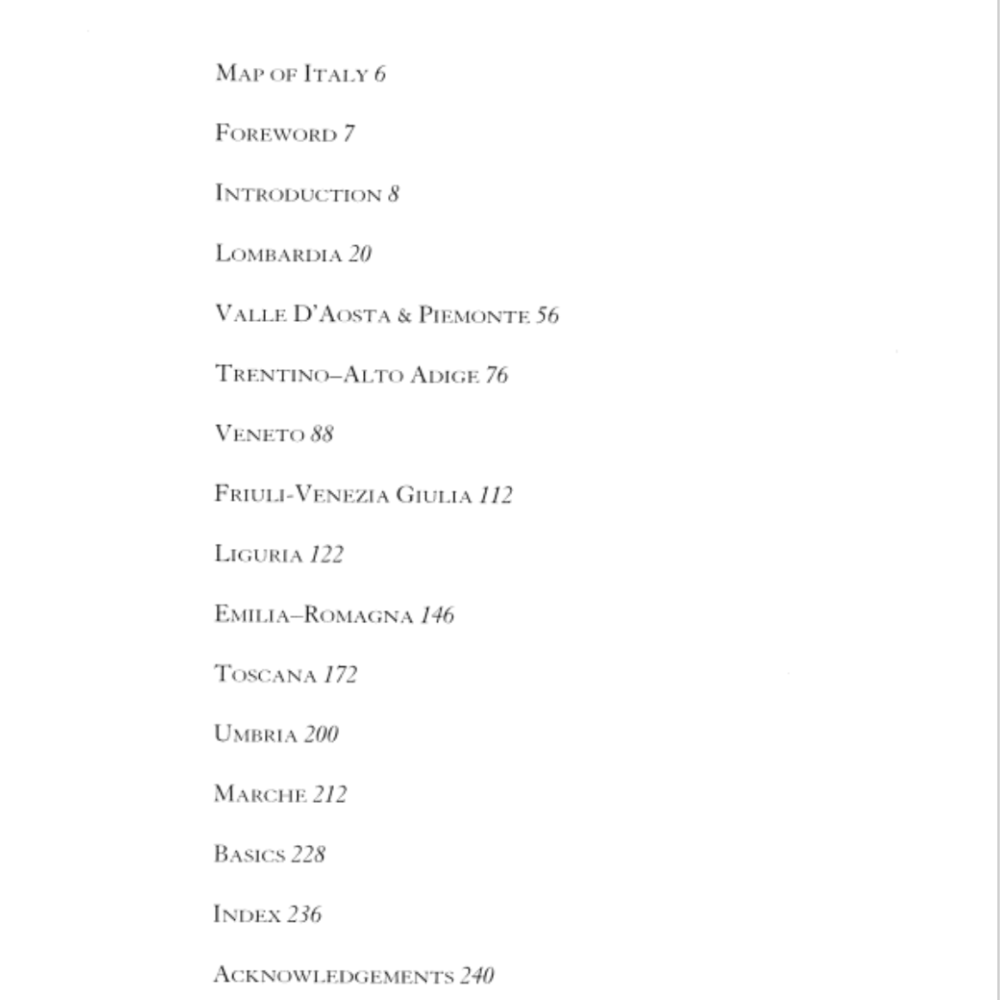 Map of Italy 6
Foreword 7
Introduction 8
Lombardia 20
Valle D'Aosta & Piemonte 56
Trentino–Alto Adige 76
Veneto 88
Friuli-Venezia Giulia 112
Liguria 122
Emilia–Romagna 146
Toscana 172
Umbria 200
Marche 212
Basics 228
Index 236
Acknowledgements 240